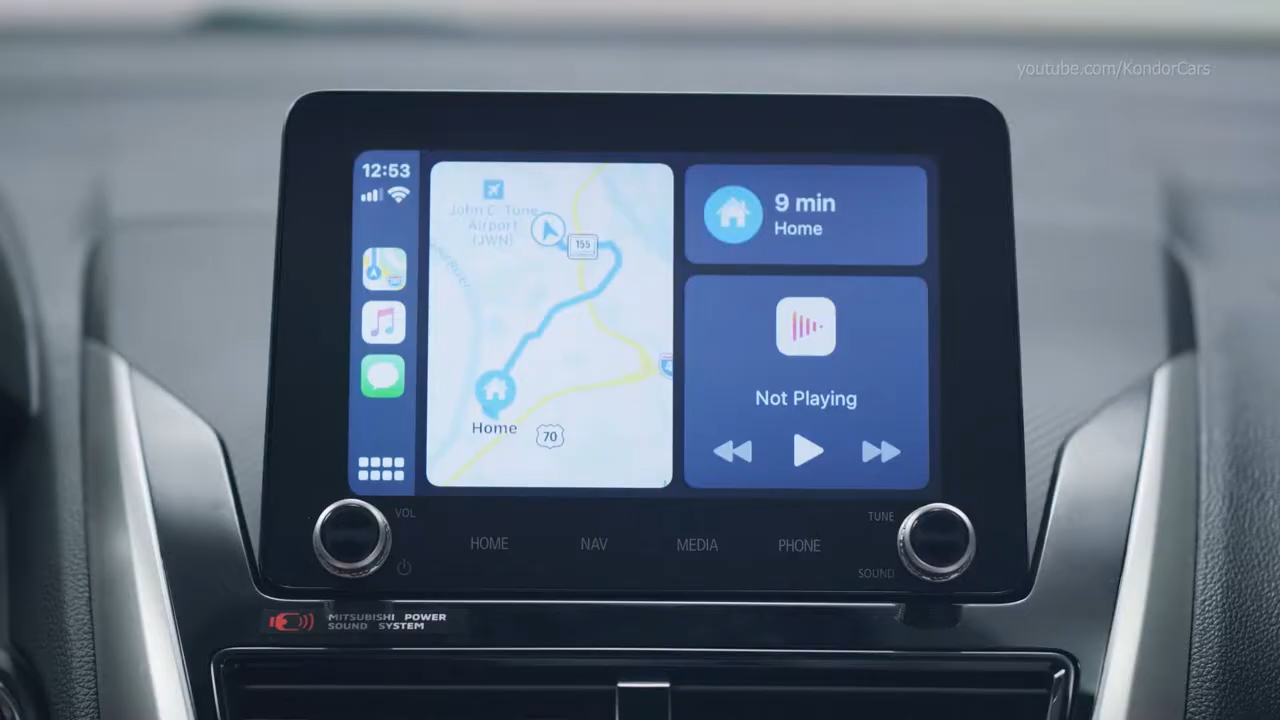 youtube.com/KondorCars
12:53
John C. Tune
Airport
(JWN)
155
Home
70
9 min
Home
Not Playing
VOL
TUNE
HOME
NAV
MEDIA
PHONE
SOUND
MITSUBISHI POWER
SOUND SYSTEM